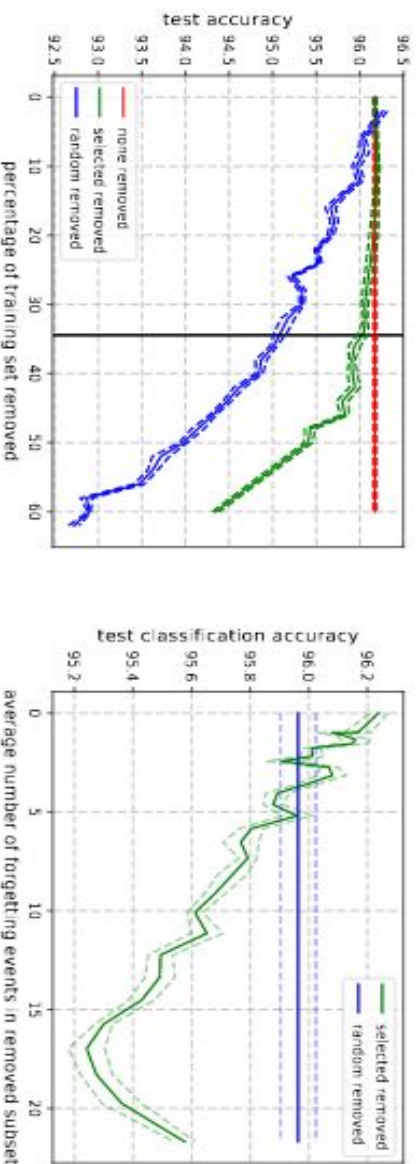 test accuracy
96.5
96.0
95.5
95.0
94.5
94.0
93.5
93.0
92.5
0 10 20 30 40 50 60
none removed
selected removed
random removed
percentage of training set removed
test classification accuracy
96.2
96.0
95.8
95.6
95.4
95.2
0 5 10 15 20
selected removed
random removed
average number of forgetting events in removed subset